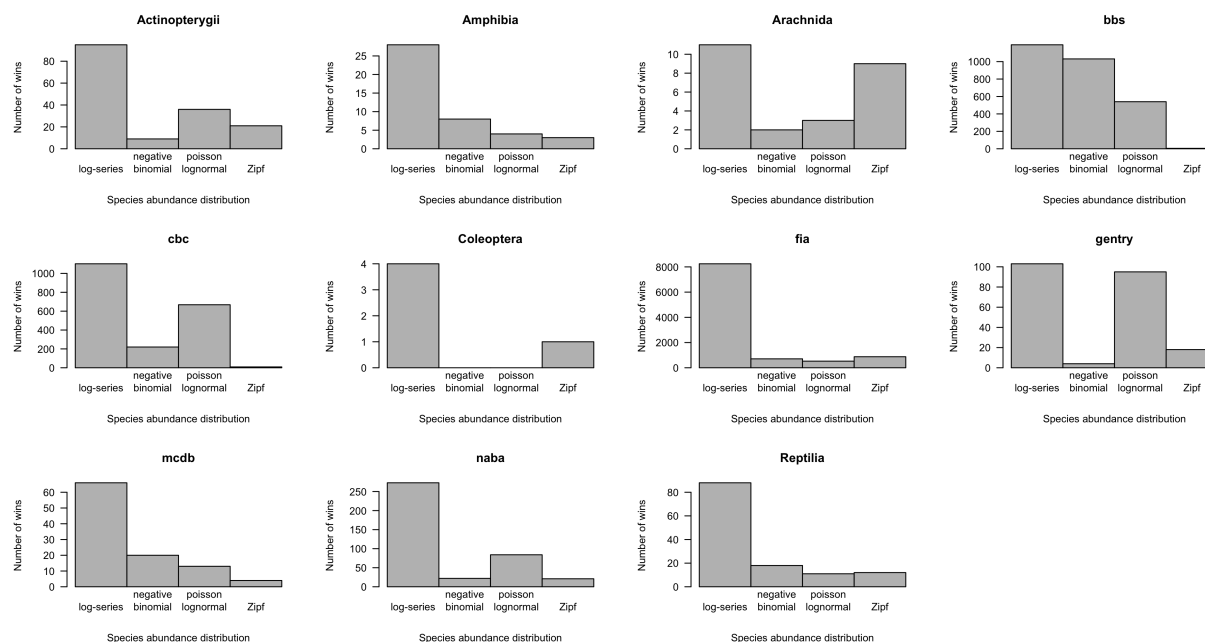 Actinopterygii
Number of wins
80
60
40
20
0
log-series
negative
binomial
poisson
lognormal
Zipf
Species abundance distribution
Amphibia
Number of wins
25
20
15
10
5
0
log-series
negative
binomial
poisson
lognormal
Zipf
Species abundance distribution
Arachnida
Number of wins
10
8
6
4
2
0
log-series
negative
binomial
poisson
lognormal
Zipf
Species abundance distribution
bbs
Number of wins
1000
800
600
400
200
0
log-series
negative
binomial
poisson
lognormal
Zipf
Species abundance distribution
cbc
Number of wins
1000
800
600
400
200
0
log-series
negative
binomial
poisson
lognormal
Zipf
Species abundance distribution
Coleoptera
Number of wins
4
3
2
1
0
log-series
negative
binomial
poisson
lognormal
Zipf
Species abundance distribution
fia
Number of wins
8000
6000
4000
2000
0
log-series
negative
binomial
poisson
lognormal
Zipf
Species abundance distribution
gentry
Number of wins
100
80
60
40
20
0
log-series
negative
binomial
poisson
lognormal
Zipf
Species abundance distribution
mcdb
Number of wins
60
50
40
30
20
10
0
log-series
negative
binomial
poisson
lognormal
Zipf
Species abundance distribution
naba
Number of wins
250
200
150
100
50
0
log-series
negative
binomial
poisson
lognormal
Zipf
Species abundance distribution
Reptilia
Number of wins
80
60
40
20
0
log-series
negative
binomial
poisson
lognormal
Zipf
Species abundance distribution